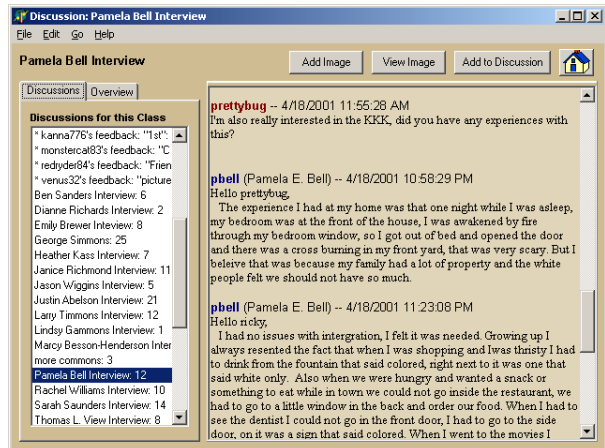 Discussion: Pamela Bell Interview
File Edit Go Help
Pamela Bell Interview
Add Image
View Image
Add to Discussion
Discussions
Overview
Discussions for this Class
* kanna776's feedback: "1st":
* monstercat83's feedback: "C
* redryder84's feedback: "Frien
* venus32's feedback: "picture
Ben Sanders Interview: 6
Dianne Richards Interview: 2
Emily Brewer Inteview: 8
George Simmons: 25
Heather Kass Interview: 7
Janice Richmond Interview: 11
Jason Wiggins Interview: 5
Justin Abelson Interview: 21
Larry Timmons Interview: 12
Lindsy Gammons Interview: 1
Marcy Besson-Henderson Inter
more commons: 3
Pamela Bell Interview: 12
Rachel Williams Interview: 10
Sarah Saunders Interview: 14
Thomas L. View Interview: 8
prettybug -- 4/18/2001 11:55:28 AM
I'm also really interested in the KKK, did you have any experiences with
this?
pbell (Pamela E. Bell) -- 4/18/2001 10:58:29 PM
Hello prettybug,
The experience I had at my home was that one night while I was asleep,
my bedroom was at the front of the house, I was awakened by fire
through my bedroom window, so I got out of bed and opened the door
and there was a cross burning in my front yard, that was very scary. But I
beleive that was because my family had a lot of property and the white
people felt we should not have so much.
pbell (Pamela E. Bell) -- 4/18/2001 11:23:08 PM
Hello ricky,
I had no issues with intergration, I felt it was needed. Growing up I
always resented the fact that when I was shopping and Iwas thristy I had
to drink from the fountain that said colored, right next to it was one that
said white only. Also when we were hungry and wanted a snack or
something to eat while in town we could not go inside the restaurant, we
had to go to a little window in the back and order our food. When I had to
see the dentist I could not go in the front door, I had to go to the side
door, on it was a sign that said colored. When I went to the movies I